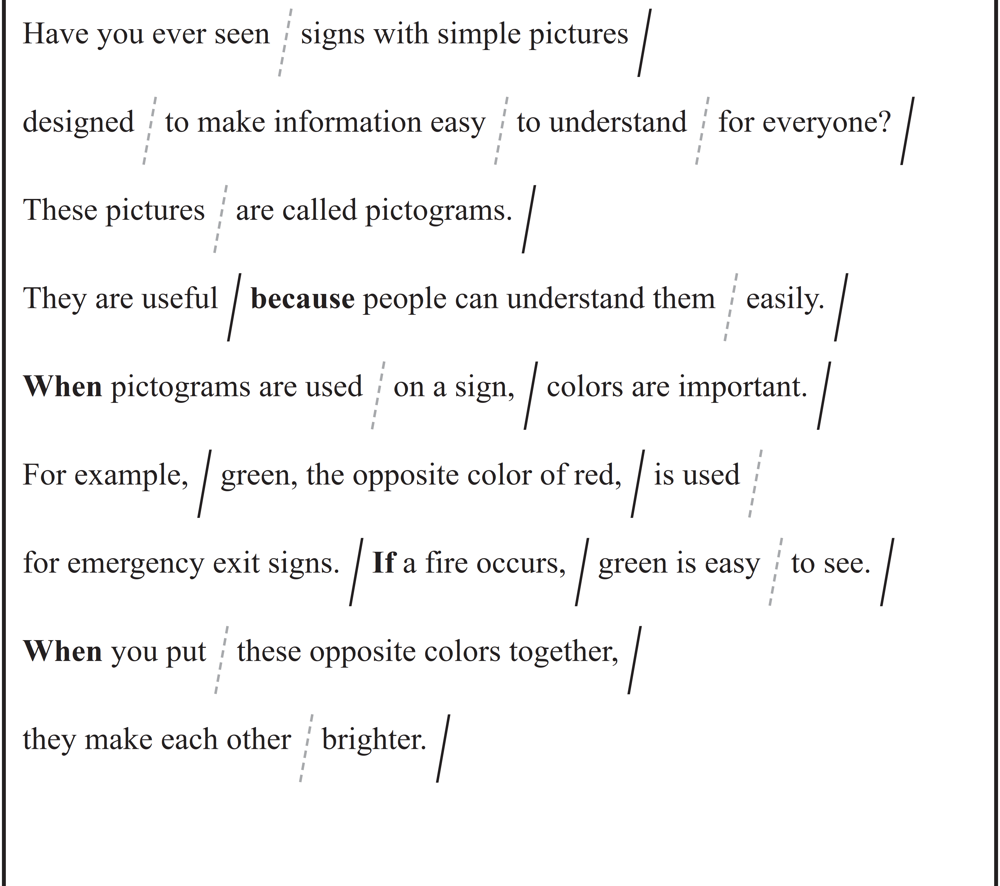 Have you ever seen / signs with simple pictures /
designed / to make information easy / to understand / for everyone? /
These pictures / are called pictograms. /
They are useful / because people can understand them / easily. /
When pictograms are used / on a sign, / colors are important. /
For example, / green, the opposite color of red, / is used /
for emergency exit signs. / If a fire occurs, / green is easy / to see. /
When you put / these opposite colors together, /
they make each other / brighter. /